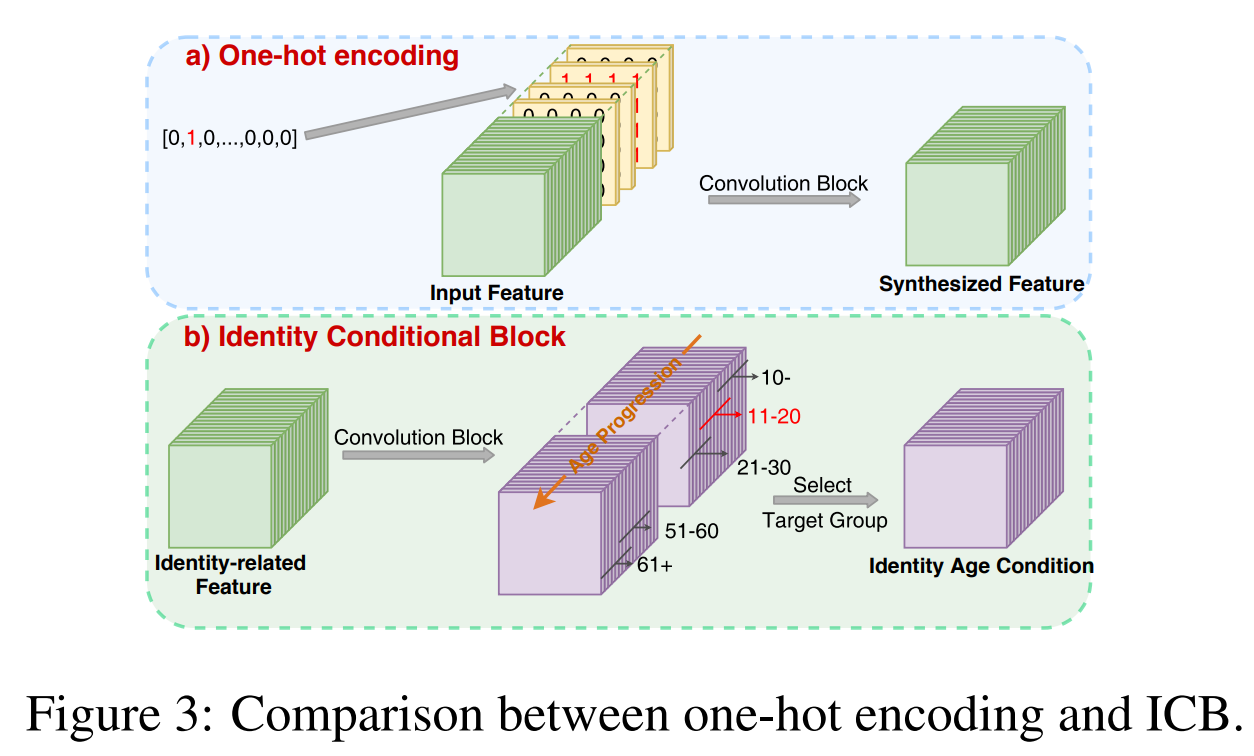 a) One-hot encoding
0 0 0 0
1 1 1 1
0 0 0 0
0 0 0 0
[0,1,0,...,0,0,0]
Convolution Block
Input Feature
Synthesized Feature
b) Identity Conditional Block
Age Progression
10-
11-20
21-30
51-60
61+
Convolution Block
Select
Target Group
Identity-related
Feature
Identity Age Condition
Figure 3: Comparison between one-hot encoding and ICB.